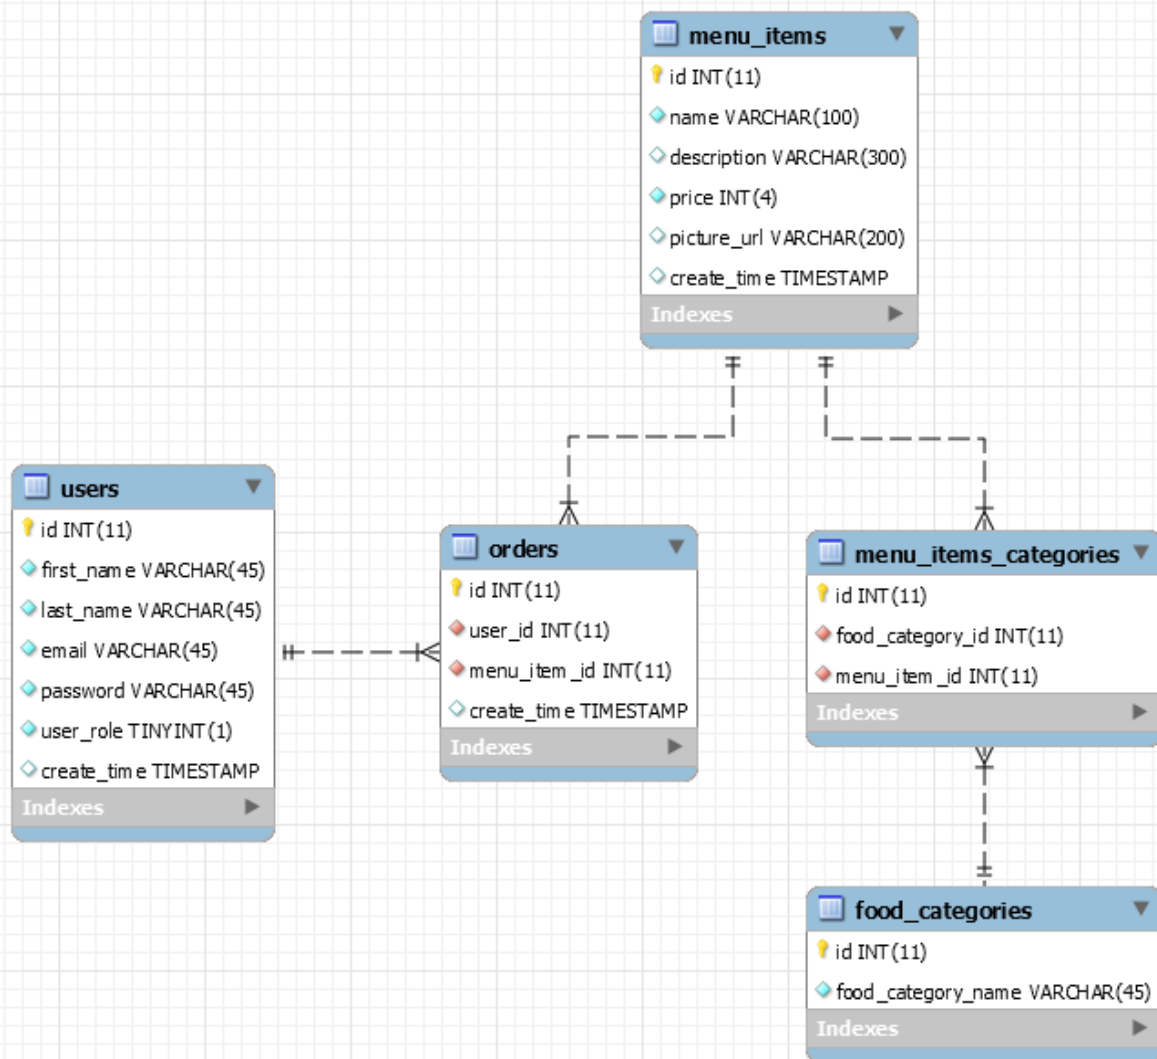 menu_items
id INT(11)
name VARCHAR(100)
description VARCHAR(300)
price INT(4)
picture_url VARCHAR(200)
create_time TIMESTAMP
Indexes
users
id INT(11)
first_name VARCHAR(45)
last_name VARCHAR(45)
email VARCHAR(45)
password VARCHAR(45)
user_role TINYINT(1)
create_time TIMESTAMP
Indexes
orders
id INT(11)
user_id INT(11)
menu_item_id INT(11)
create_time TIMESTAMP
Indexes
menu_items_categories
id INT(11)
food_category_id INT(11)
menu_item_id INT(11)
Indexes
food_categories
id INT(11)
food_category_name VARCHAR(45)
Indexes